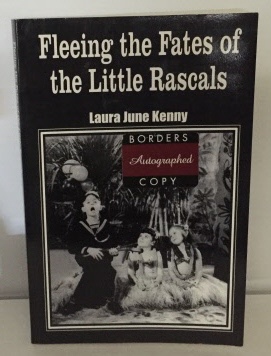 Fleeing the Fates of
the Little Rascals
Laura June Kenny
BORDERS
Autographed
COPY